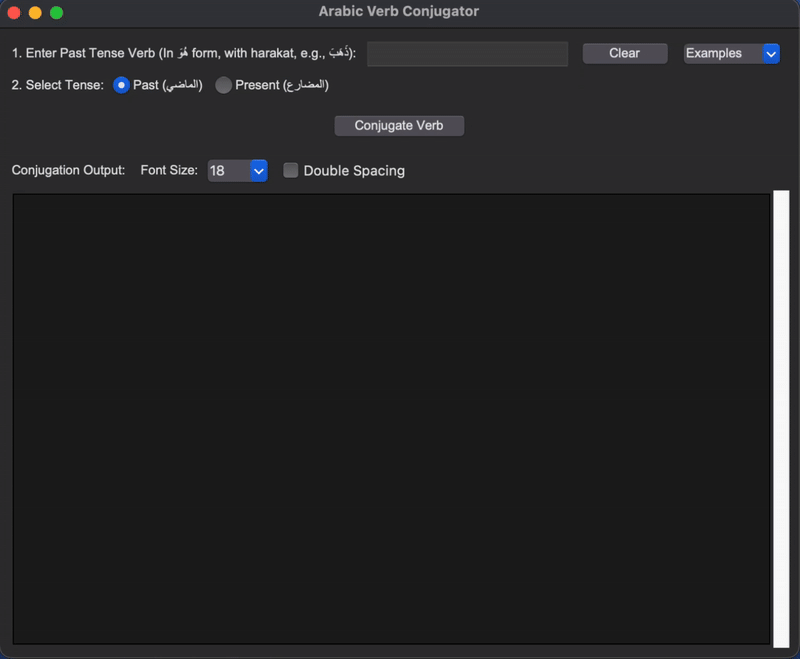 Arabic Verb Conjugator
1. Enter Past Tense Verb (In هُوَ form, with harakat, e.g., ذَهَبَ): Clear Examples
2. Select Tense: Past (الماضي) Present (المضارع)
Conjugate Verb
Conjugation Output: Font Size: 18 Double Spacing